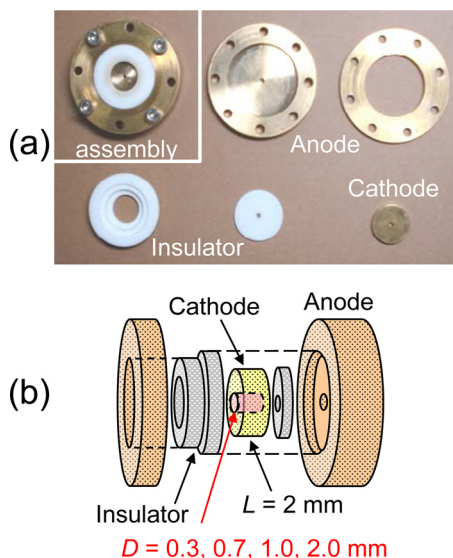 (a)
assembly
Anode
Insulator
Cathode
(b)
Cathode
Anode
Insulator
L = 2 mm
D = 0.3, 0.7, 1.0, 2.0 mm